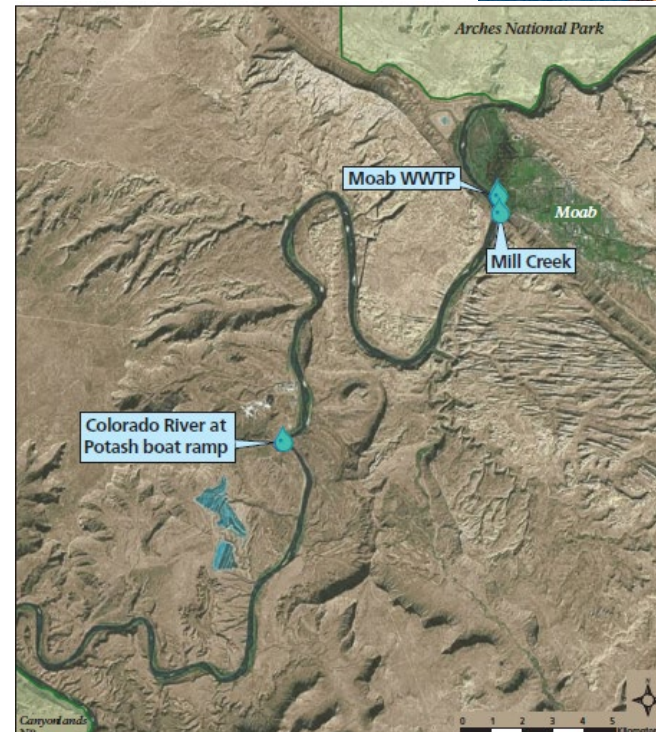 Arches National Park
Moab WWTP
Moab
Mill Creek
Colorado River at
Potash boat ramp
Canyonlands
N
0 1 2 3 4 5